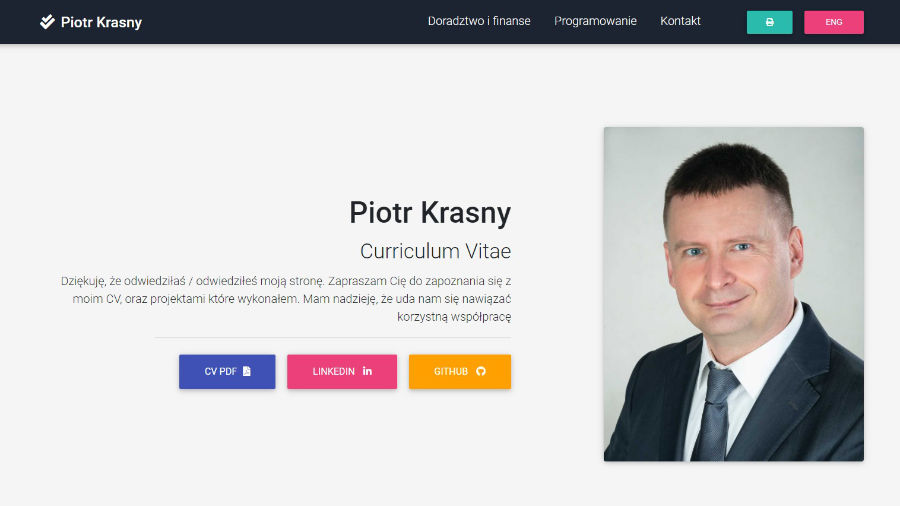 Piotr Krasny
Doradztwo i finanse
Programowanie
Kontakt
ENG
Piotr Krasny
Curriculum Vitae
Dziękuję, że odwiedziłaś / odwiedziłeś moją stronę. Zapraszam Cię do zapoznania się z
moim CV, oraz projektami które wykonałem. Mam nadzieję, że uda nam się nawiązać
korzystną współpracę
CV PDF
LINKEDIN in
GITHUB